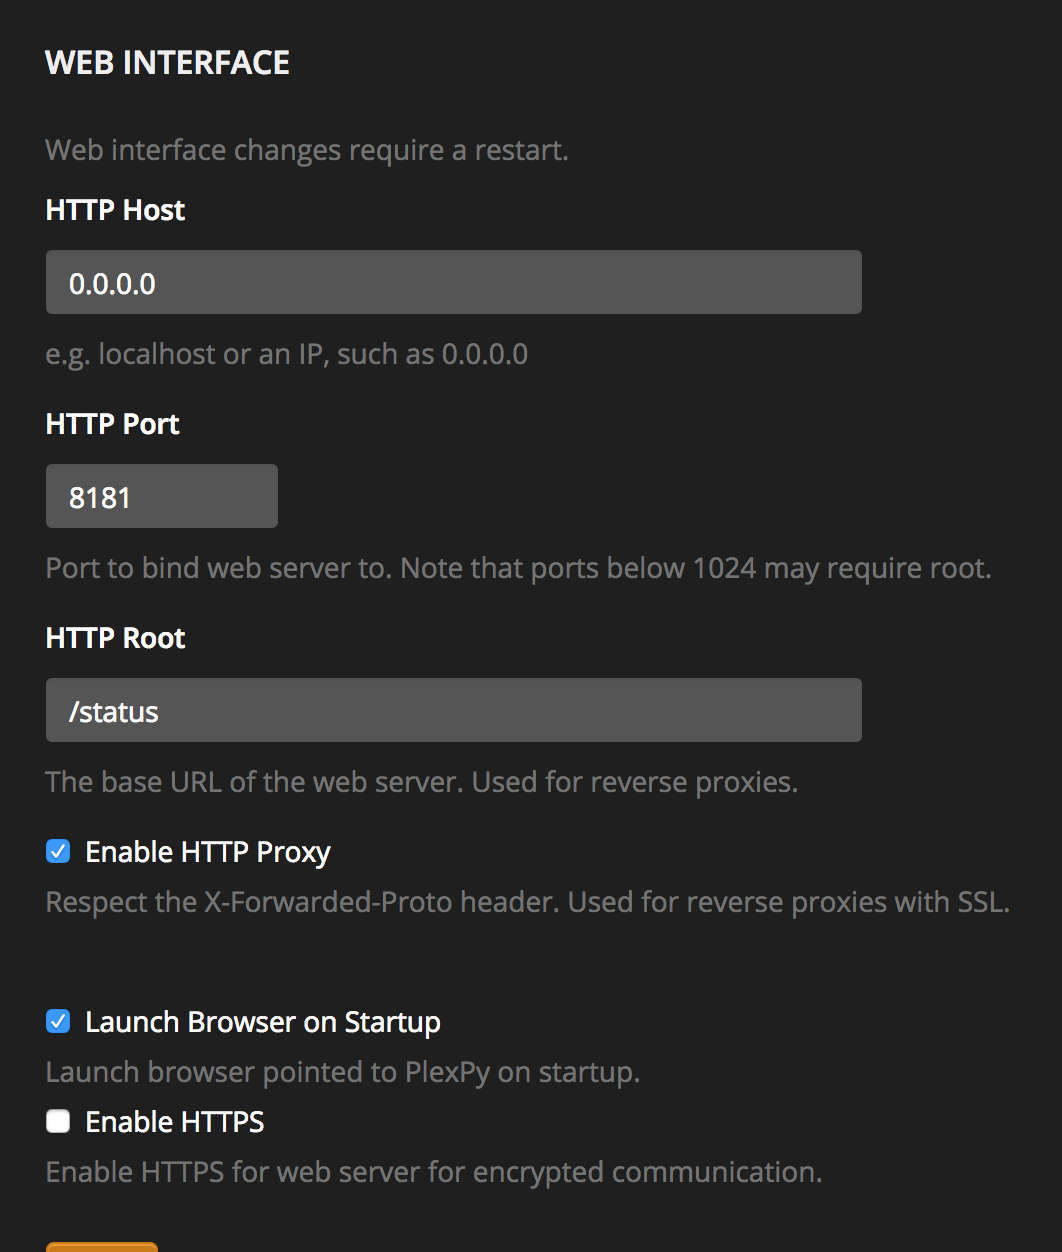 WEB INTERFACE
Web interface changes require a restart.
HTTP Host
0.0.0.0
e.g. localhost or an IP, such as 0.0.0.0
HTTP Port
8181
Port to bind web server to. Note that ports below 1024 may require root.
HTTP Root
/status
The base URL of the web server. Used for reverse proxies.
Enable HTTP Proxy
Respect the X-Forwarded-Proto header. Used for reverse proxies with SSL.
Launch Browser on Startup
Launch browser pointed to PlexPy on startup.
Enable HTTPS
Enable HTTPS for web server for encrypted communication.